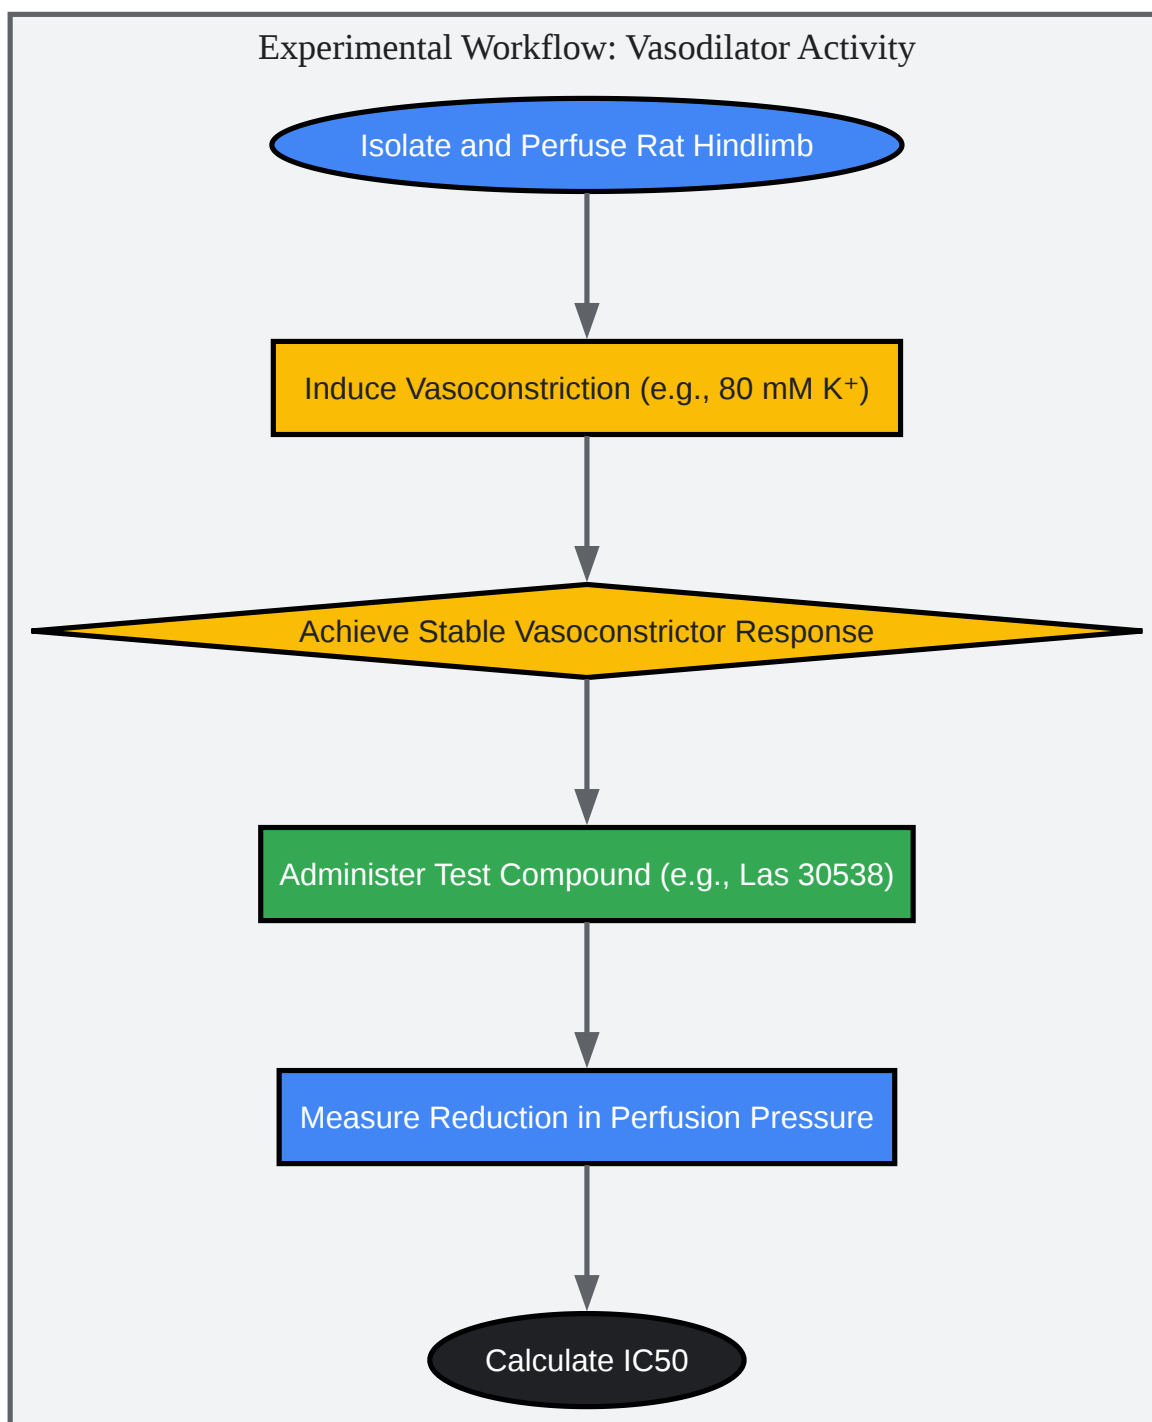 Experimental Workflow: Vasodilator Activity
Isolate and Perfuse Rat Hindlimb
Induce Vasoconstriction (e.g., 80 mM K⁺)
Achieve Stable Vasoconstrictor Response
Administer Test Compound (e.g., Las 30538)
Measure Reduction in Perfusion Pressure
Calculate IC50